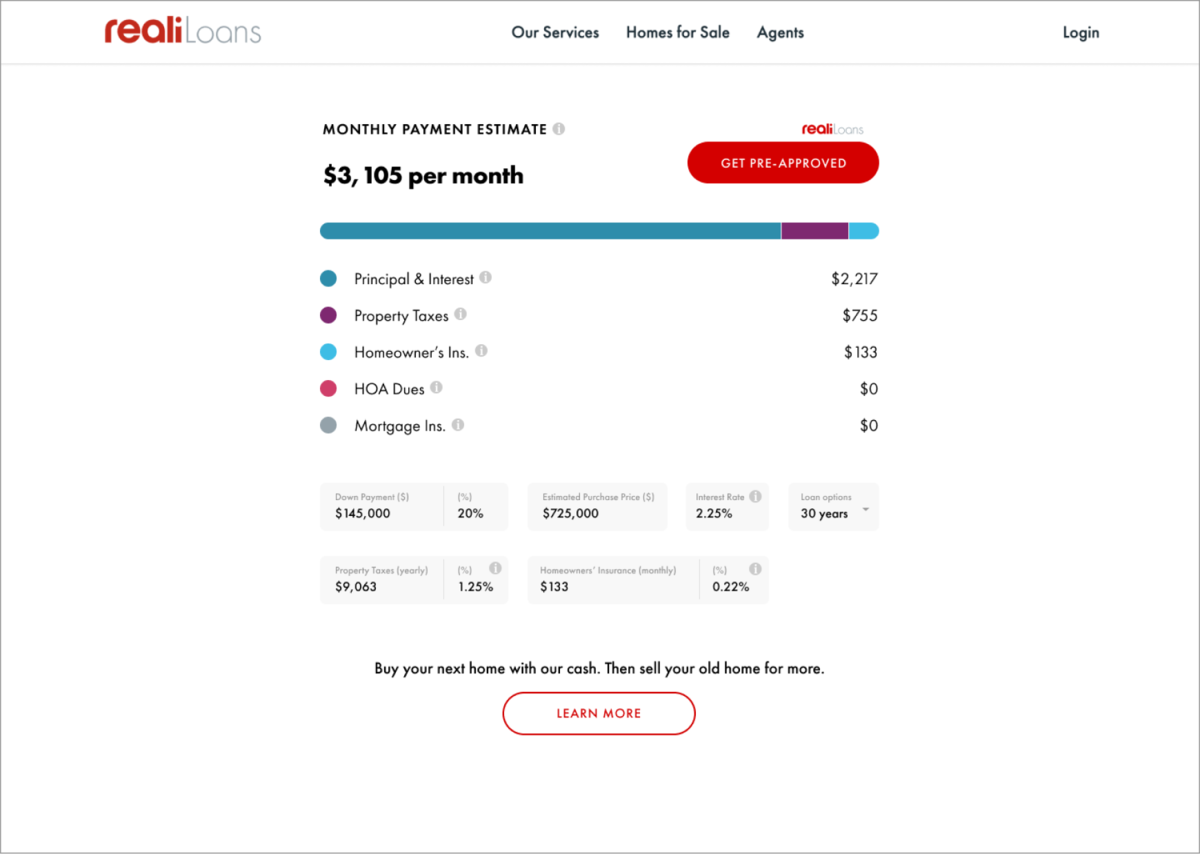 realiLoans Our Services Homes for Sale Agents Login
MONTHLY PAYMENT ESTIMATE i
realiLoans
$3, 105 per month
GET PRE-APPROVED
Principal & Interest i $2,217
Property Taxes i $755
Homeowner’s Ins. i $133
HOA Dues i $0
Mortgage Ins. i $0
Down Payment ($) (%) Estimated Purchase Price ($) Interest Rate i Loan options
$145,000 20% $725,000 2.25% 30 years
Property Taxes (yearly) (%) i Homeowners’ Insurance (monthly) (%) i
$9,063 1.25% $133 0.22%
Buy your next home with our cash. Then sell your old home for more.
LEARN MORE